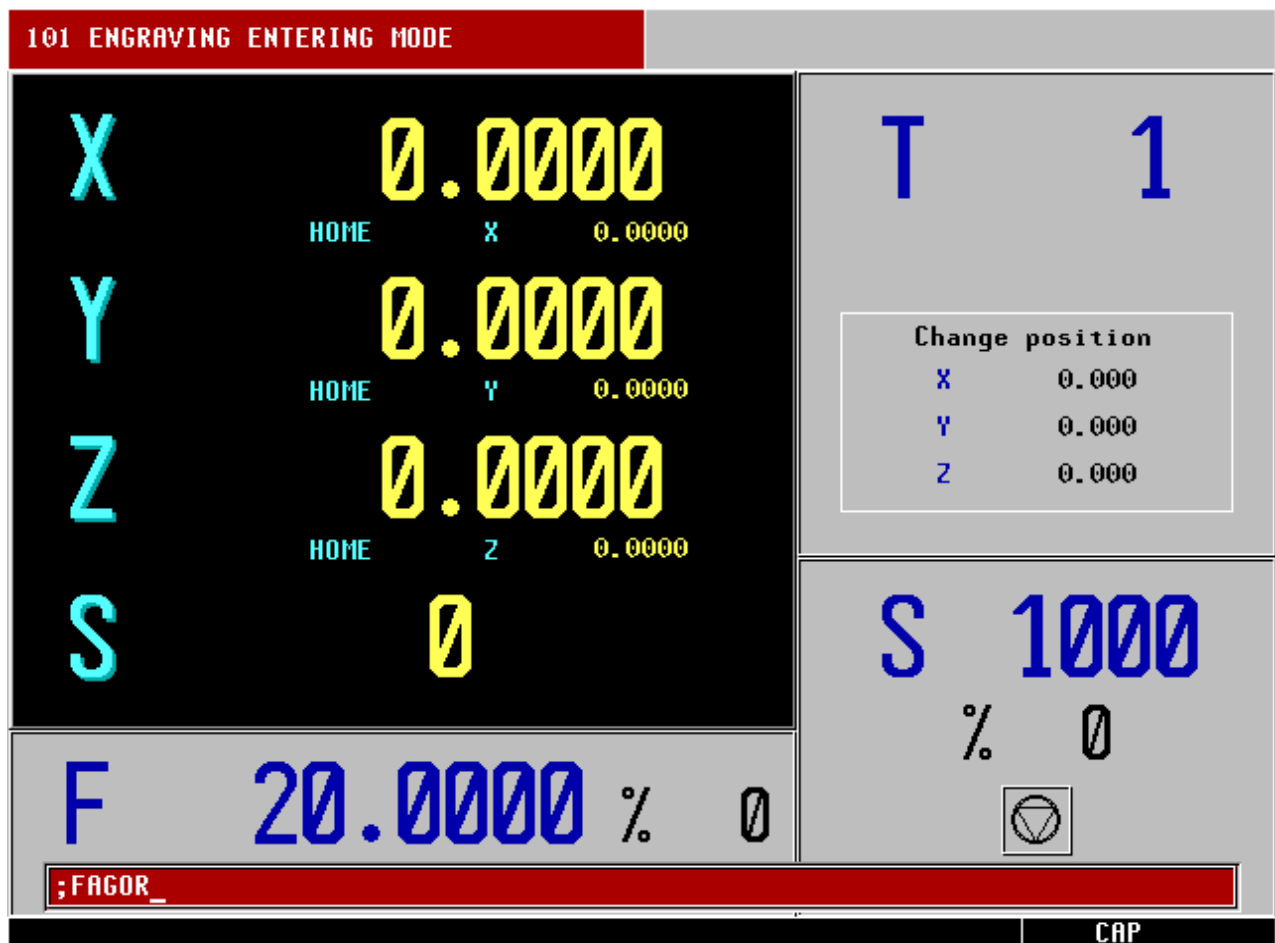 101 ENGRAVING ENTERING MODE
X 0.0000
HOME X 0.0000
Y 0.0000
HOME Y 0.0000
Z 0.0000
HOME Z 0.0000
S 0
T 1
Change position
X 0.000
Y 0.000
Z 0.000
S 1000
% 0
F 20.0000 % 0
;FAGOR_
CAP